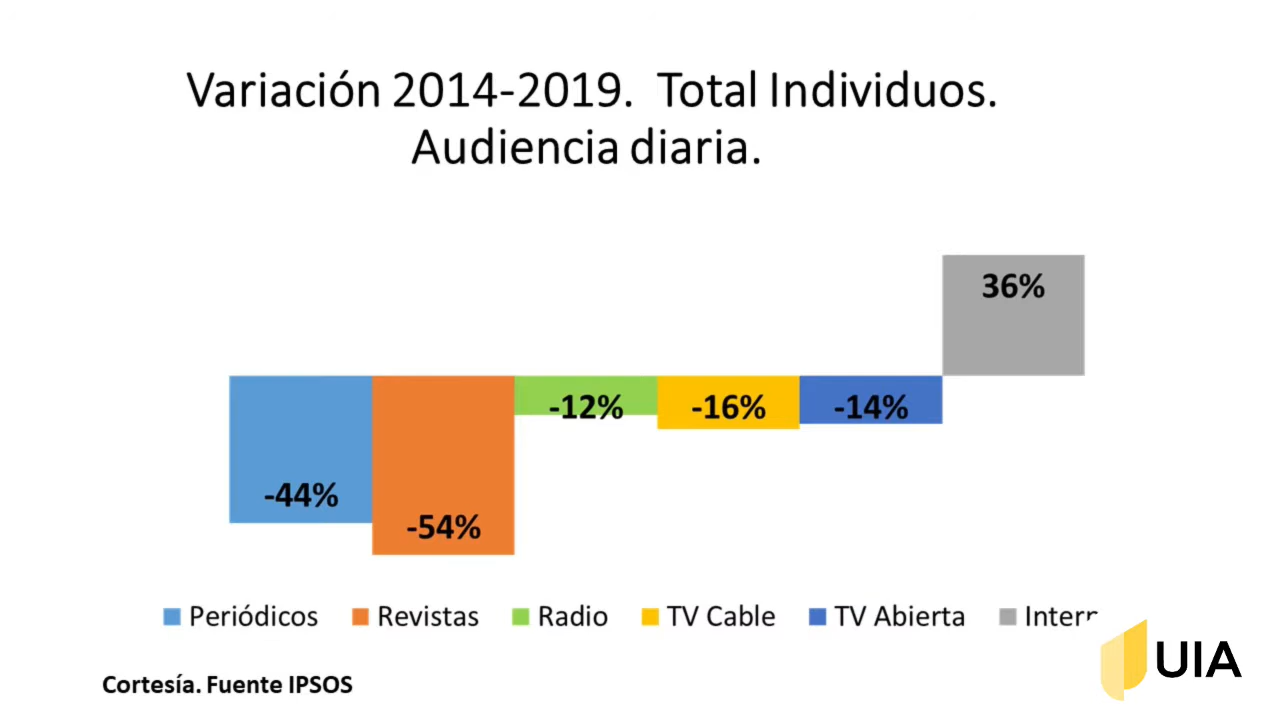 Variación 2014-2019. Total Individuos.
Audiencia diaria.
36%
-12%
-16%
-14%
-44%
-54%
Periódicos
Revistas
Radio
TV Cable
TV Abierta
UIA
Cortesía. Fuente IPSOS